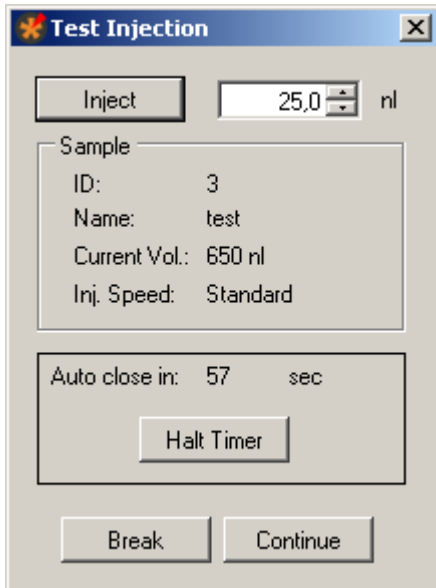 Test Injection
Inject 25,0 nl
Sample
ID: 3
Name: test
Current Vol.: 650 nl
Inj. Speed: Standard
Auto close in: 57 sec
Halt Timer
Break Continue